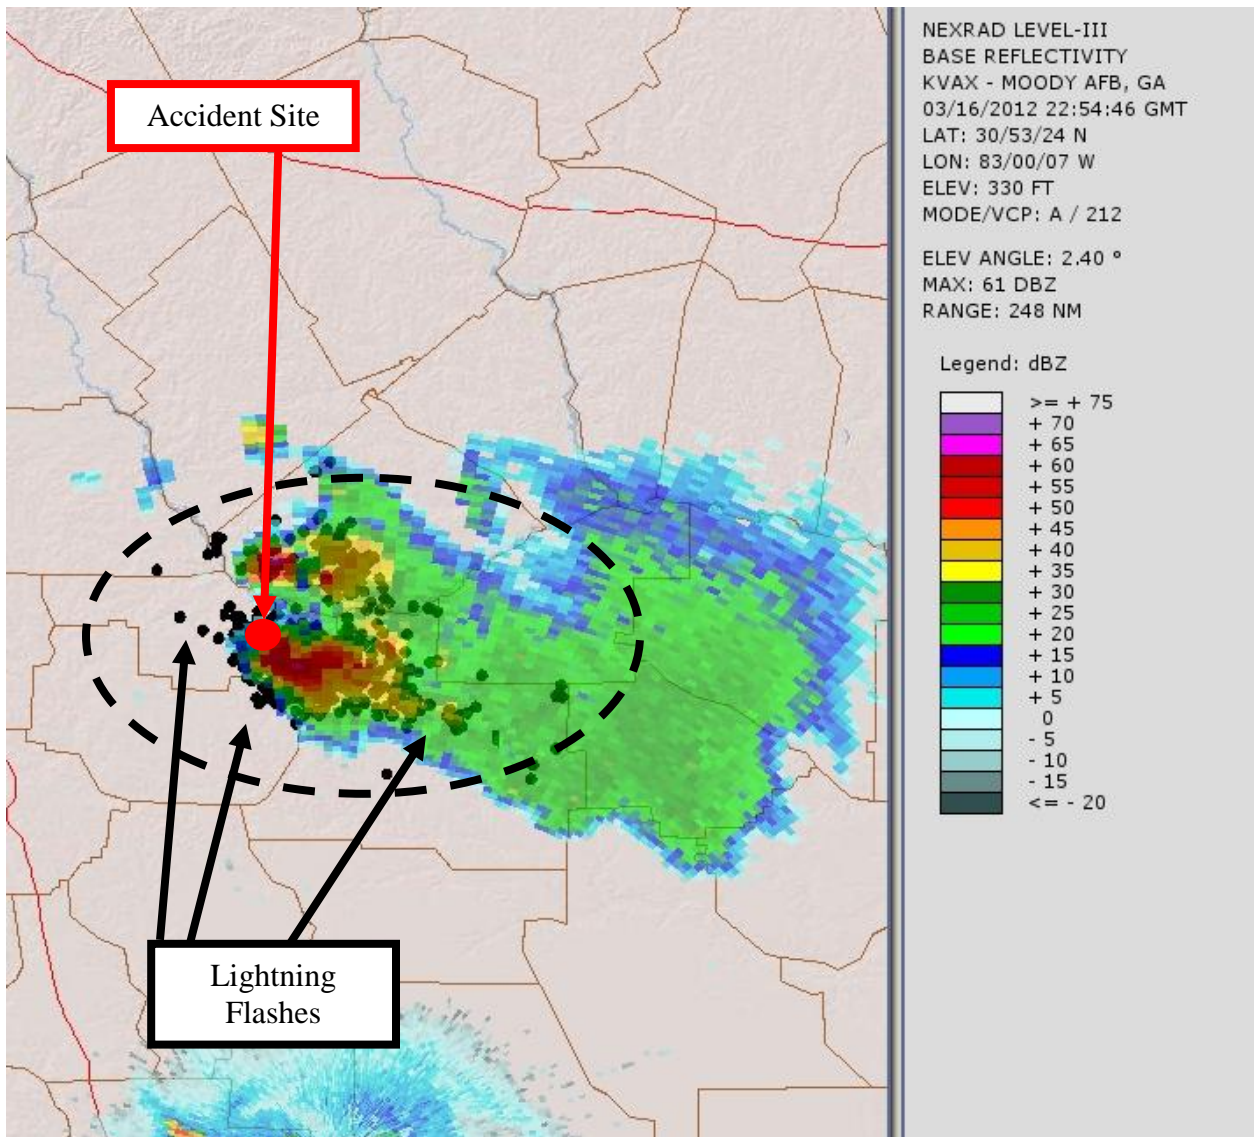 Accident Site
Lightning
Flashes
NEXRAD LEVEL-III
BASE REFLECTIVITY
KVAX - MOODY AFB, GA
03/16/2012 22:54:46 GMT
LAT: 30/53/24 N
LON: 83/00/07 W
ELEV: 330 FT
MODE/VCP: A / 212
ELEV ANGLE: 2.40 °
MAX: 61 DBZ
RANGE: 248 NM
Legend: dBZ
>= + 75
+ 70
+ 65
+ 60
+ 55
+ 50
+ 45
+ 40
+ 35
+ 30
+ 25
+ 20
+ 15
+ 10
+ 5
0
- 5
- 10
- 15
<= - 20